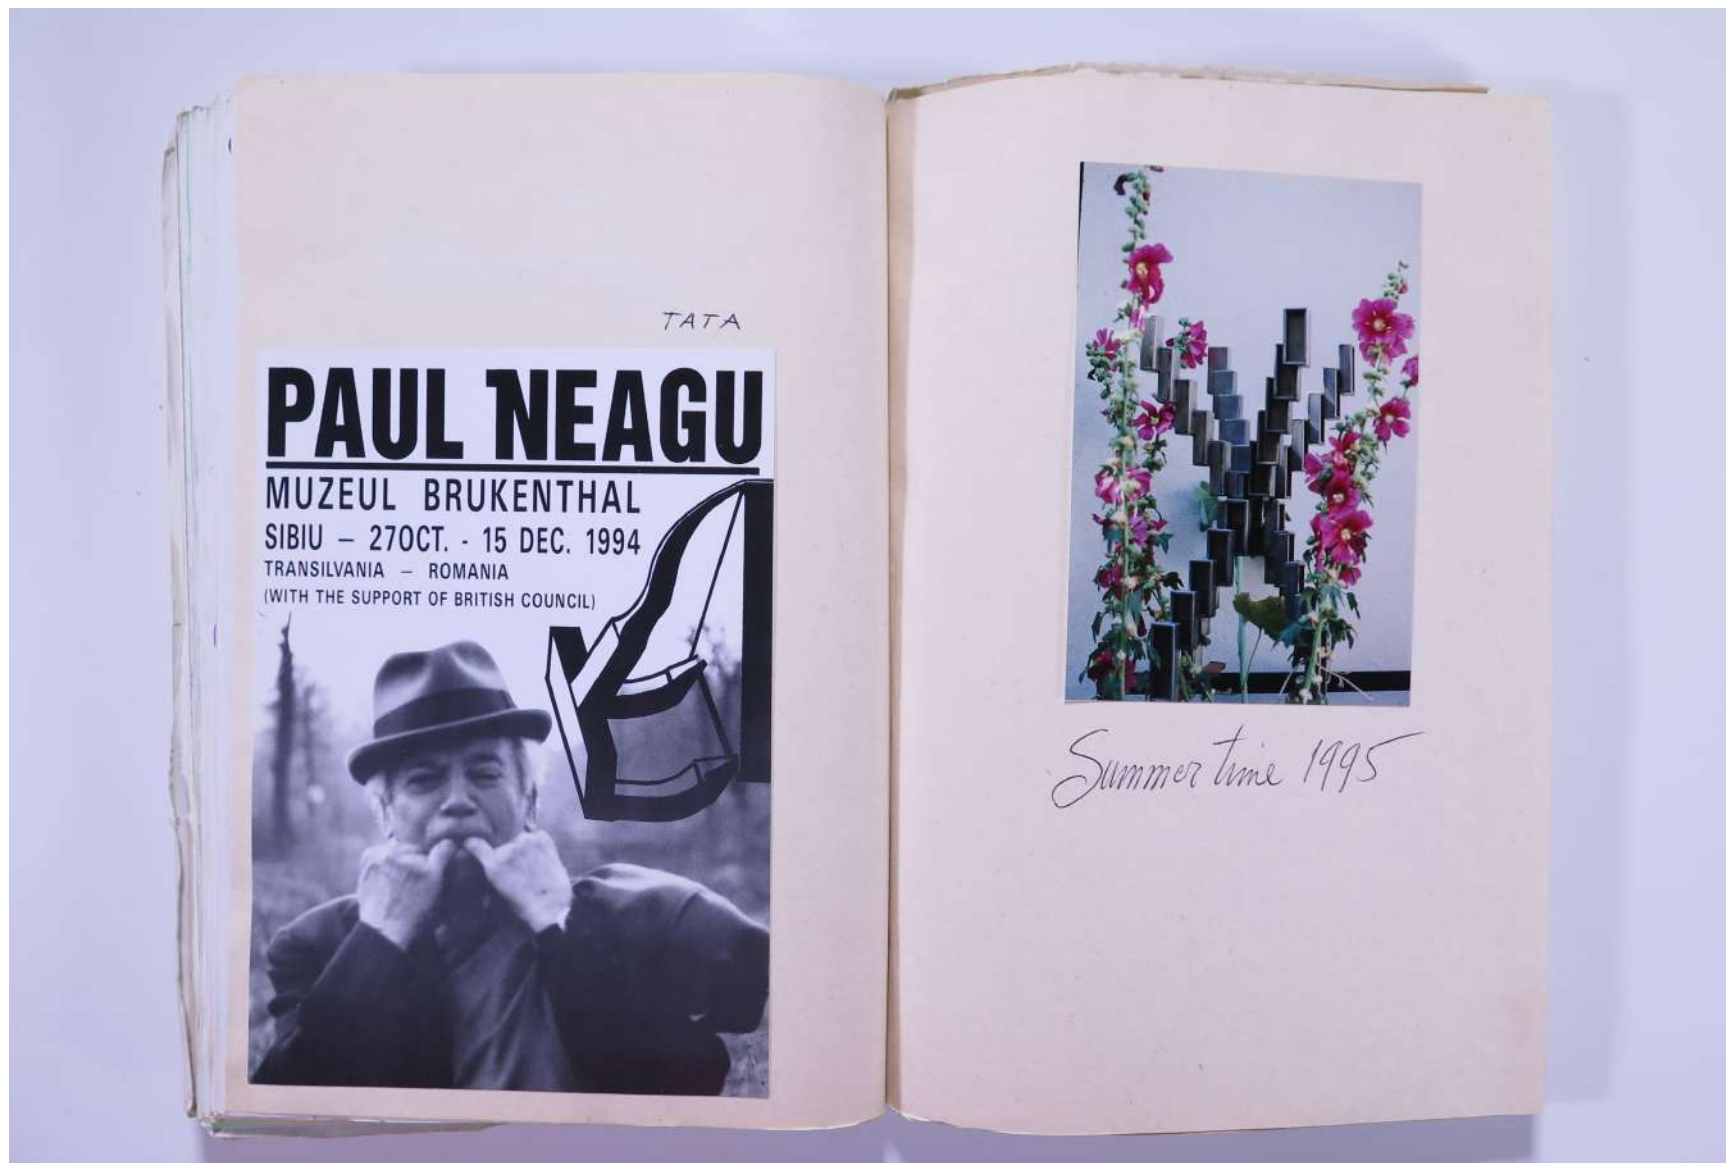 TATA
PAUL NEAGU
MUZEUL BRUKENTHAL
SIBIU – 27OCT. - 15 DEC. 1994
TRANSILVANIA – ROMANIA
(WITH THE SUPPORT OF BRITISH COUNCIL)
Summer time 1995